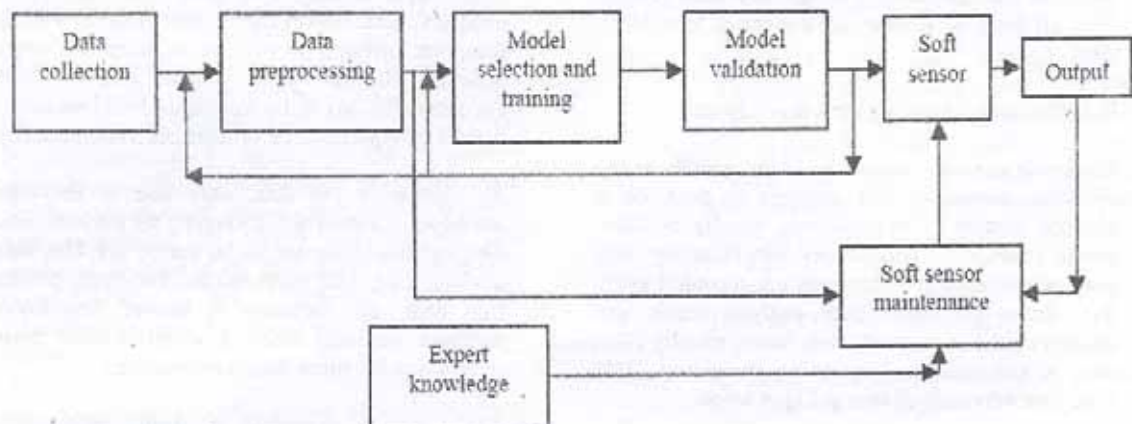 Data
collection
Data
preprocessing
Model
selection and
training
Model
validation
Soft
sensor
Output
Soft sensor
maintenance
Expert
knowledge